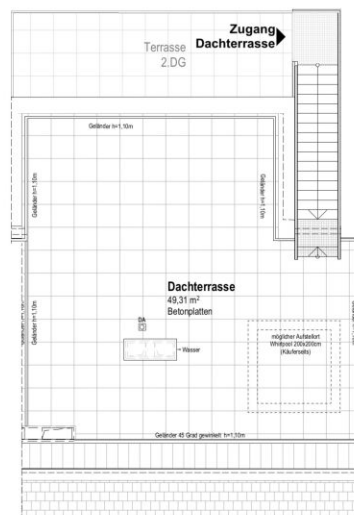 Zugang
Dachterrasse
Terrasse
2.DG
Geländer h=1,10m
Geländer h=1,10m
Geländer h=1,10m
Dachterrasse
49,31 m²
Betonplatten
DA
Wasser
möglicher Aufstellort
Whirlpool 200x200cm
(Käuferseits)
Geländer h=1,10m
Geländer 45 Grad gewinkelt h=1,10m